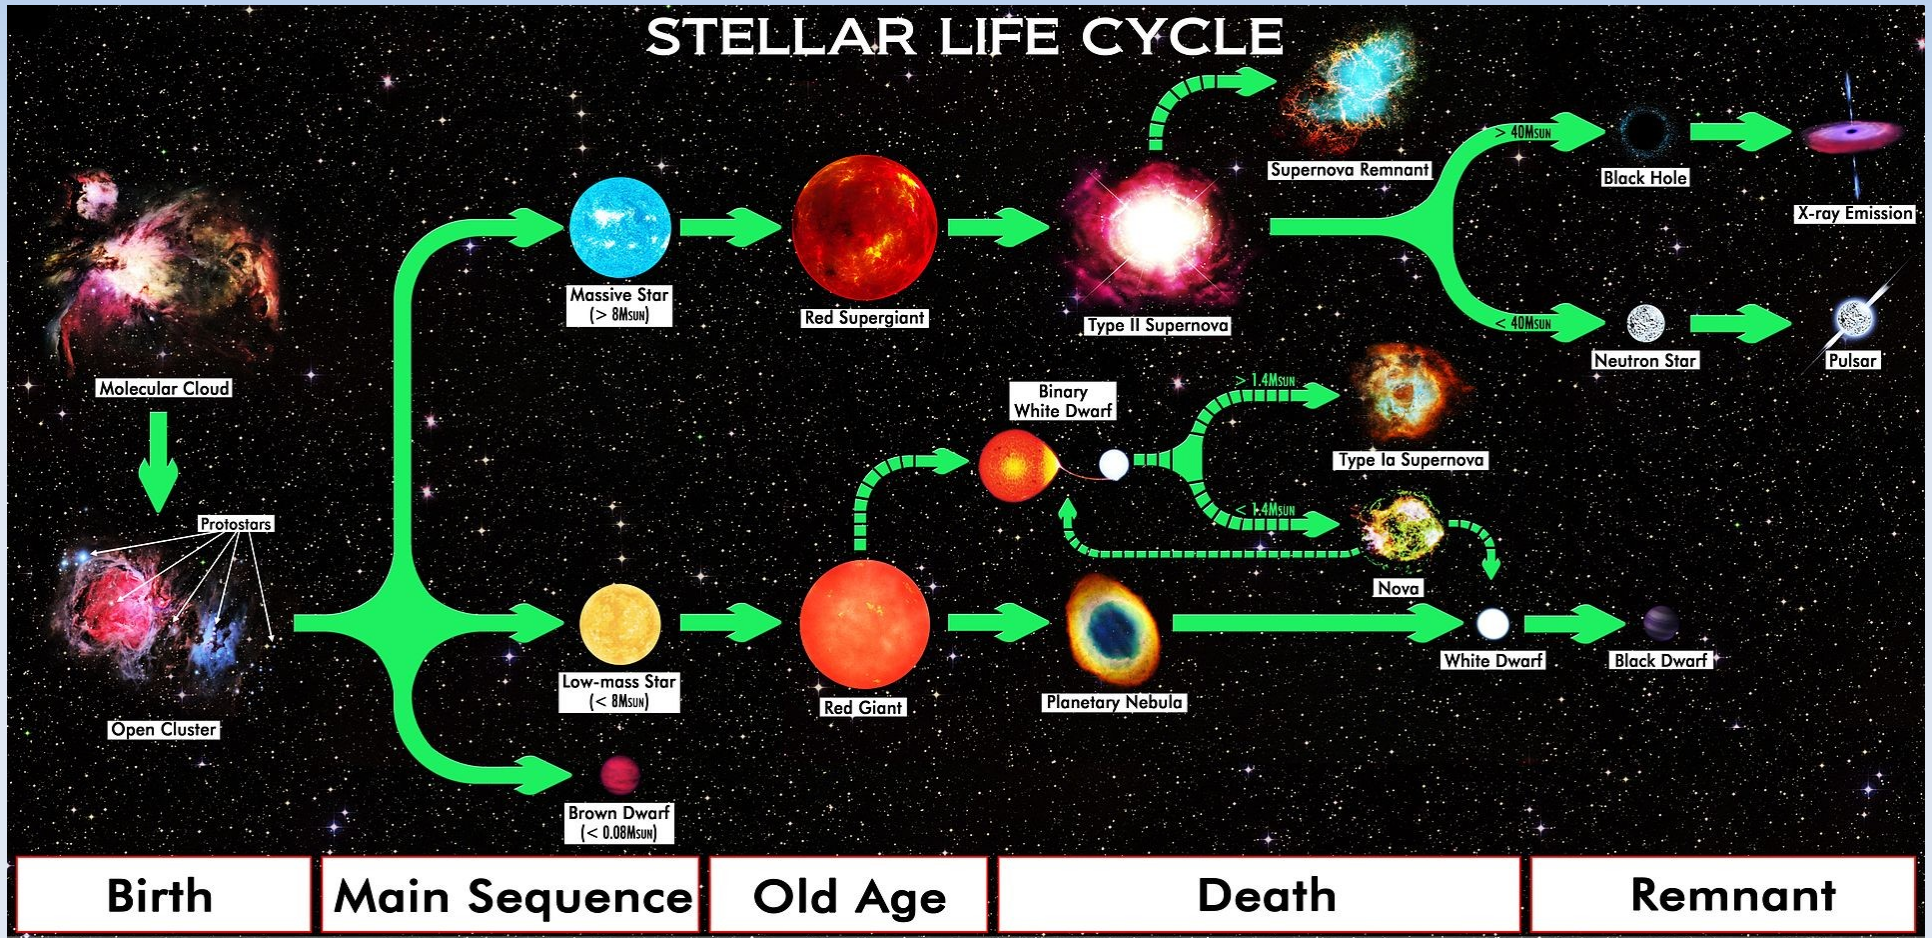 STELLAR LIFE CYCLE
Supernova Remnant
> 40MSUN
Black Hole
X-ray Emission
Massive Star
(> 8MSUN)
Red Supergiant
Type II Supernova
< 40MSUN
Neutron Star
Pulsar
Molecular Cloud
Binary
White Dwarf
> 1.4MSUN
Type Ia Supernova
Protostars
< 1.4MSUN
Nova
Open Cluster
Low-mass Star
(< 8MSUN)
Red Giant
Planetary Nebula
White Dwarf
Black Dwarf
Brown Dwarf
(< 0.08MSUN)
Birth
Main Sequence
Old Age
Death
Remnant